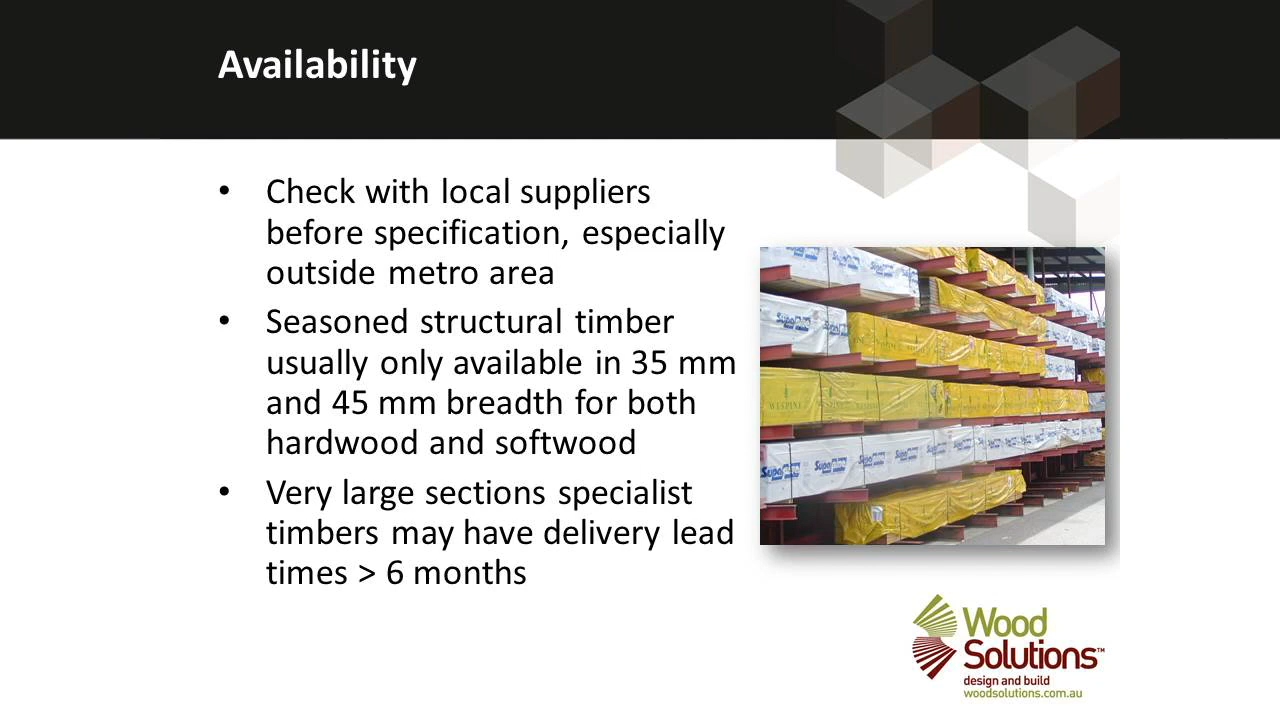 Availability
• Check with local suppliers
before specification, especially
outside metro area
• Seasoned structural timber
usually only available in 35 mm
and 45 mm breadth for both
hardwood and softwood
• Very large sections specialist
timbers may have delivery lead
times > 6 months
WESPINE
Wood
Solutions™
design and build
woodsolutions.com.au